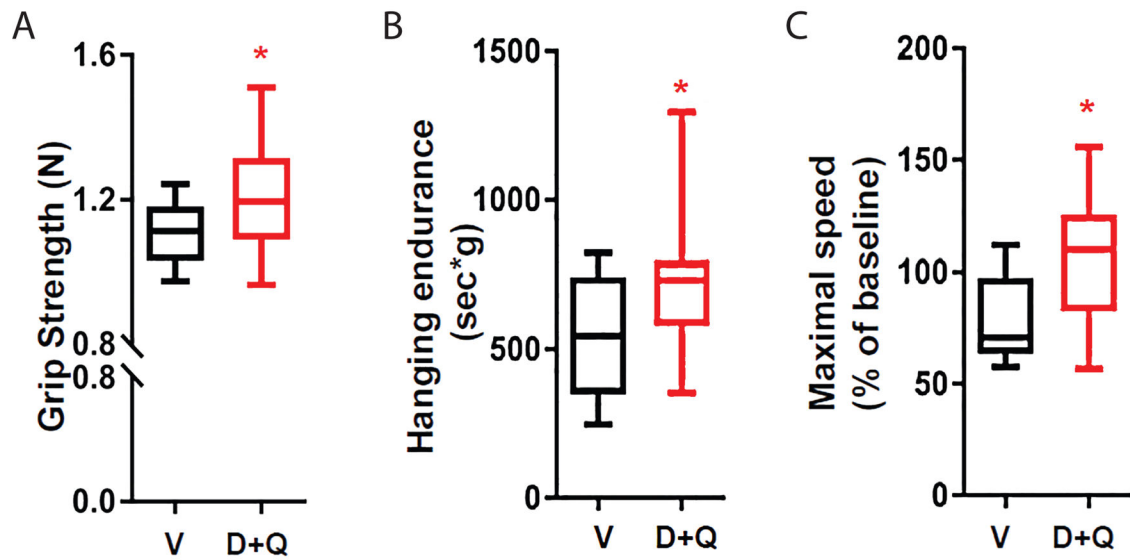 A
Grip Strength (N)
1.6
1.2
0.8
0.8
0.0
*
V
D+Q
B
Hanging endurance
(sec*g)
1500
1000
500
0
*
V
D+Q
C
Maximal speed
(% of baseline)
200
150
100
50
0
*
V
D+Q